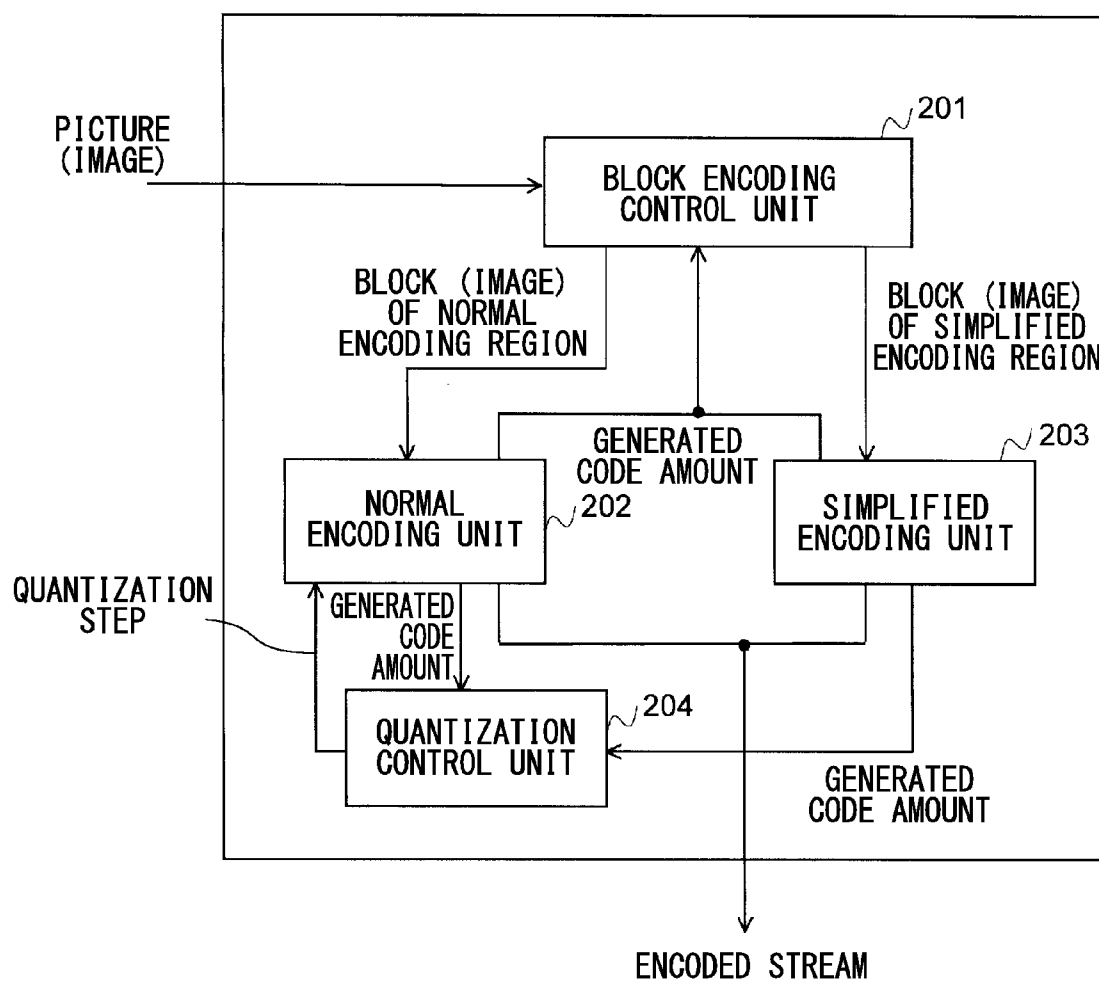 201
PICTURE
(IMAGE)
BLOCK ENCODING
CONTROL UNIT
BLOCK (IMAGE)
OF NORMAL
ENCODING REGION
BLOCK (IMAGE)
OF SIMPLIFIED
ENCODING REGION
GENERATED
CODE AMOUNT
203
NORMAL
ENCODING UNIT
202
SIMPLIFIED
ENCODING UNIT
QUANTIZATION
STEP
GENERATED
CODE
AMOUNT
204
QUANTIZATION
CONTROL UNIT
GENERATED
CODE AMOUNT
ENCODED STREAM